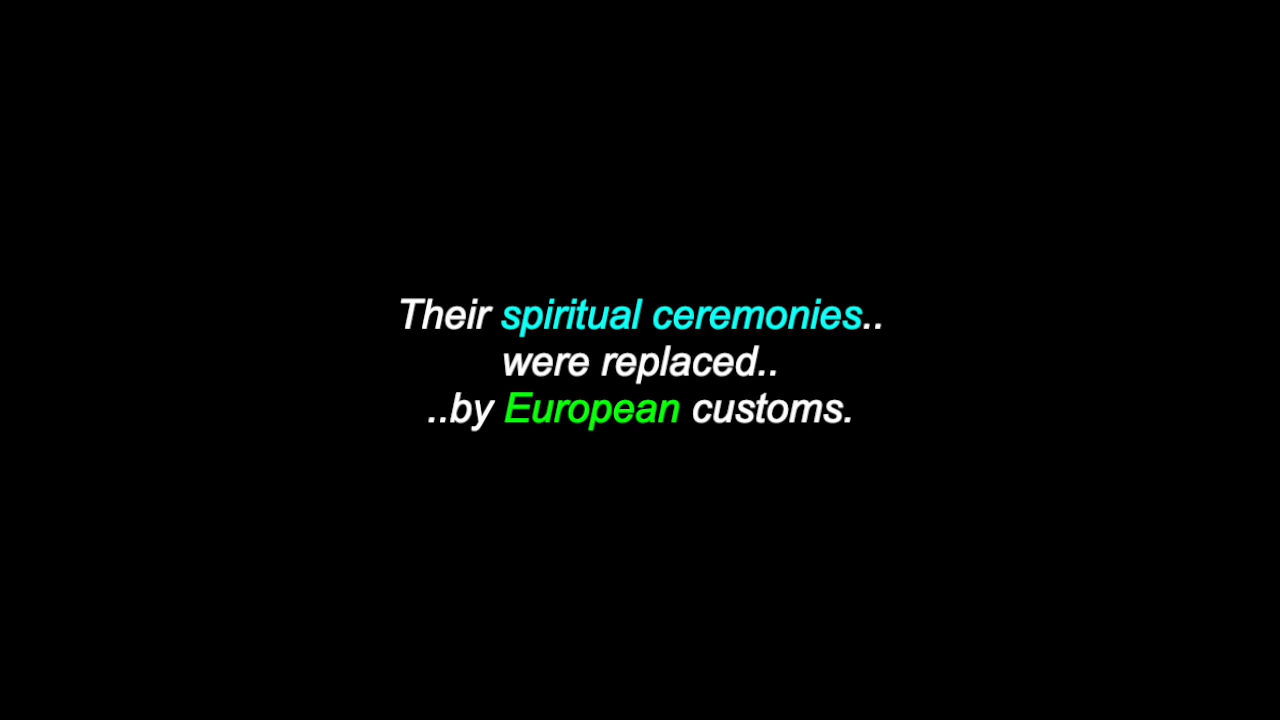 Their spiritual ceremonies..
were replaced..
..by European customs.